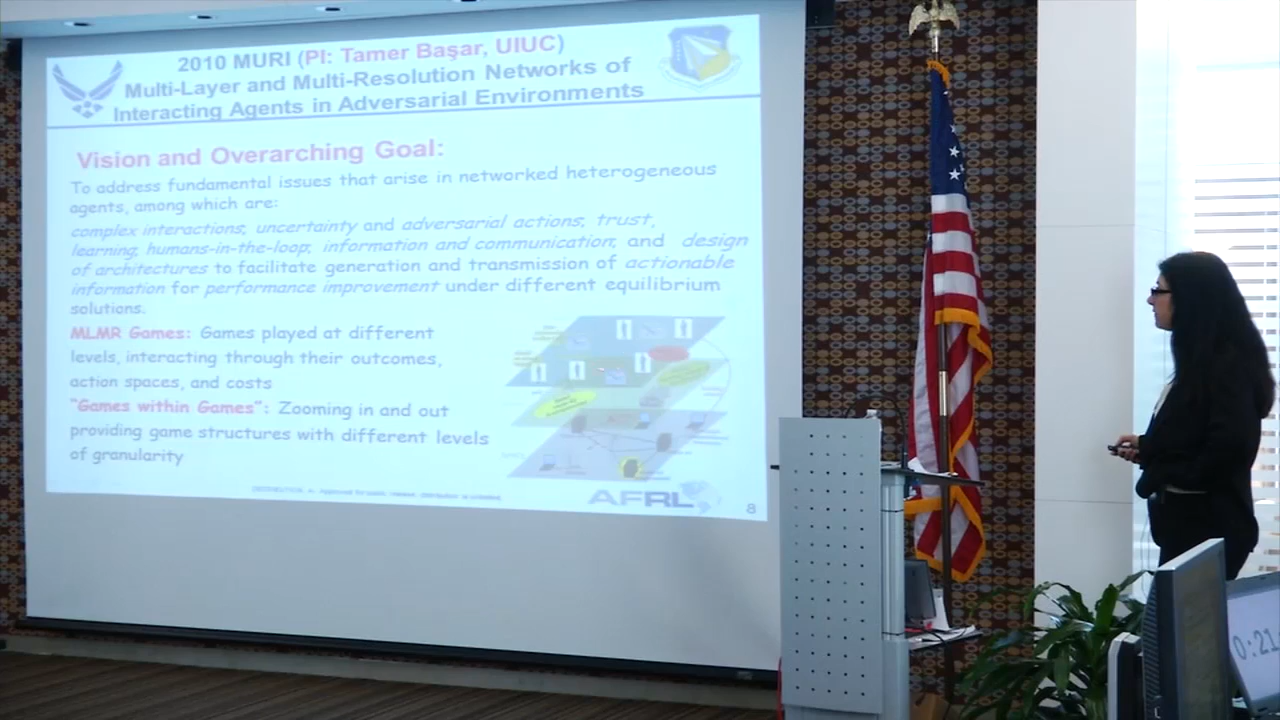 2010 MURI (PI: Tamer Başar, UIUC)
Multi-Layer and Multi-Resolution Networks of
Interacting Agents in Adversarial Environments
Vision and Overarching Goal:
To address fundamental issues that arise in networked heterogeneous
agents, among which are:
complex interactions, uncertainty and adversarial actions, trust,
learning, humans-in-the-loop, information and communication, and design
of architectures to facilitate generation and transmission of actionable
information for performance improvement under different equilibrium
solutions.
MLMR Games: Games played at different
levels, interacting through their outcomes,
action spaces, and costs
"Games within Games": Zooming in and out
providing game structures with different levels
of granularity
AFRL
8
0:21